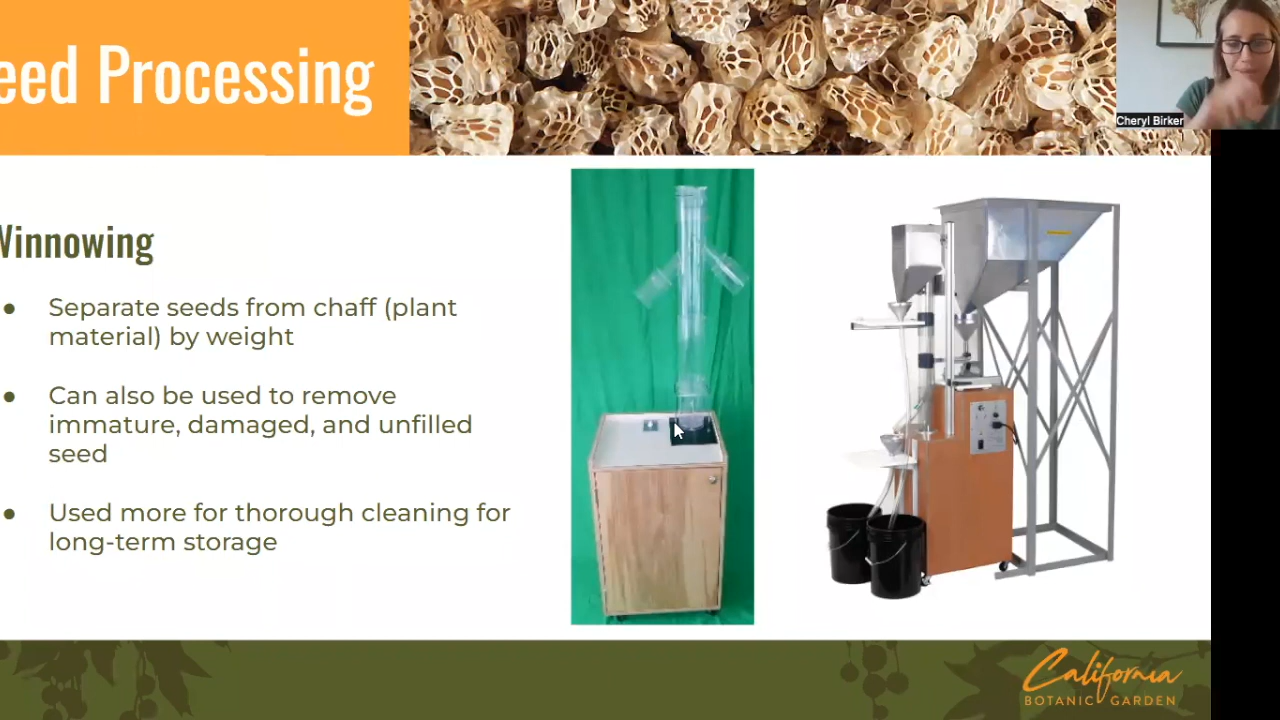 eed Processing
Cheryl Birker
Winnowing
● Separate seeds from chaff (plant
material) by weight
● Can also be used to remove
immature, damaged, and unfilled
seed
● Used more for thorough cleaning for
long-term storage
California
BOTANIC GARDEN